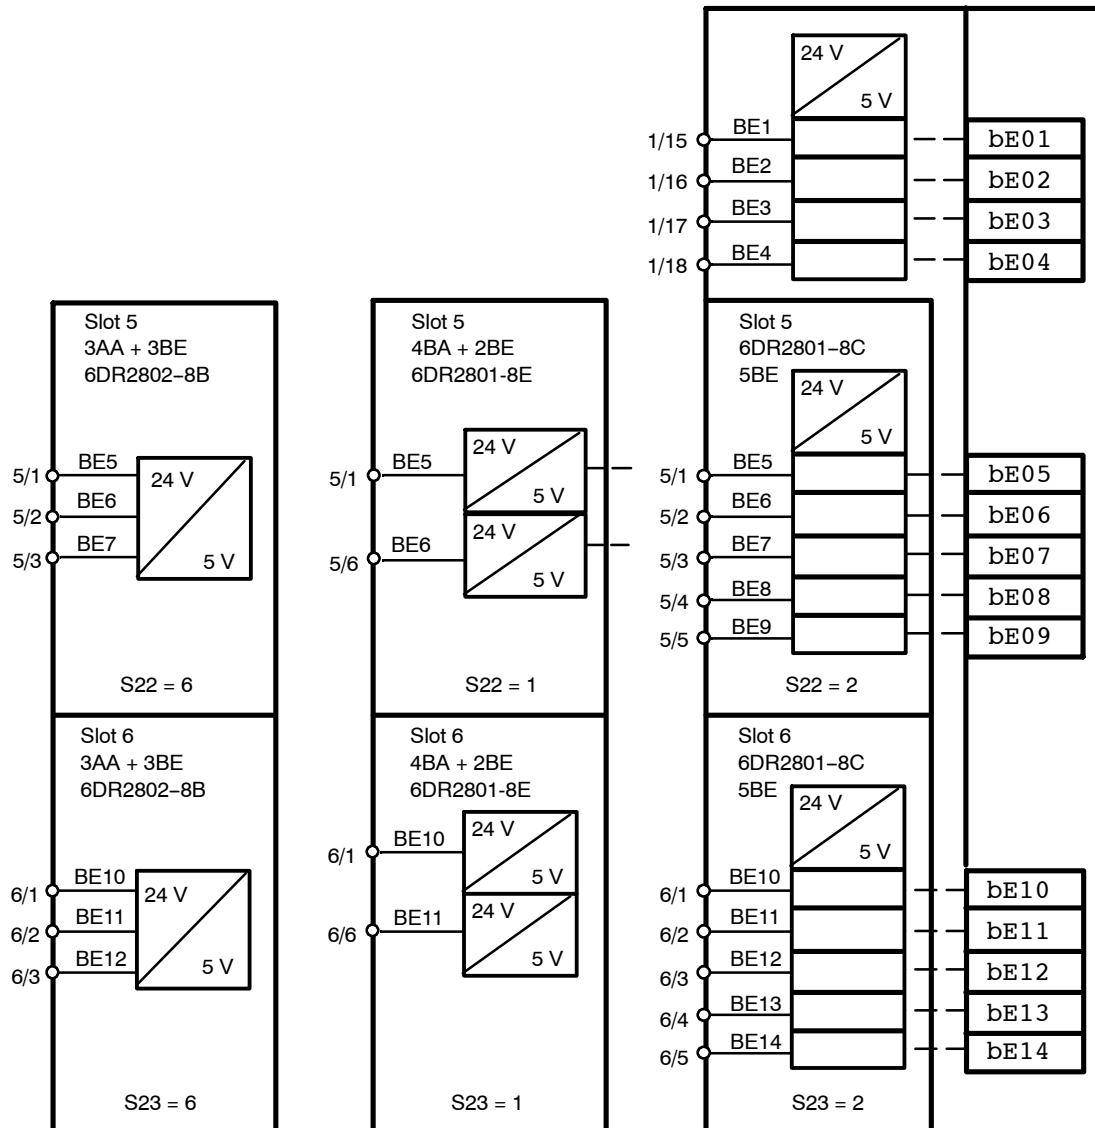 24 V
5 V
1/15 BE1 bE01
1/16 BE2 bE02
1/17 BE3 bE03
1/18 BE4 bE04
Slot 5
3AA + 3BE
6DR2802–8B
5/1 BE5
5/2 BE6
5/3 BE7
24 V
5 V
S22 = 6
Slot 5
4BA + 2BE
6DR2801-8E
5/1 BE5
24 V
5 V
5/6 BE6
24 V
5 V
S22 = 1
Slot 5
6DR2801–8C
5BE
24 V
5 V
5/1 BE5 bE05
5/2 BE6 bE06
5/3 BE7 bE07
5/4 BE8 bE08
5/5 BE9 bE09
S22 = 2
Slot 6
3AA + 3BE
6DR2802–8B
6/1 BE10
6/2 BE11
6/3 BE12
24 V
5 V
S23 = 6
Slot 6
4BA + 2BE
6DR2801-8E
6/1 BE10
24 V
5 V
6/6 BE11
24 V
5 V
S23 = 1
Slot 6
6DR2801–8C
5BE
24 V
5 V
6/1 BE10 bE10
6/2 BE11 bE11
6/3 BE12 bE12
6/4 BE13 bE13
6/5 BE14 bE14
S23 = 2